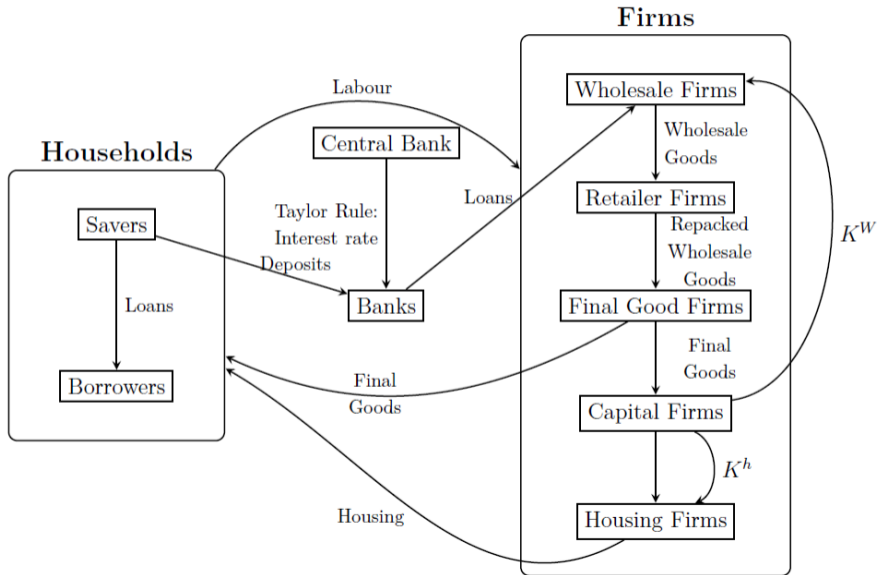 Firms
Labour
Wholesale Firms
Central Bank
Wholesale
Goods
Households
Loans
Retailer Firms
Savers
Taylor Rule:
Interest rate
Repacked
Wholesale
Goods
K^W
Deposits
Loans
Banks
Final Good Firms
Final
Goods
Borrowers
Final
Goods
Capital Firms
K^h
Housing
Housing Firms